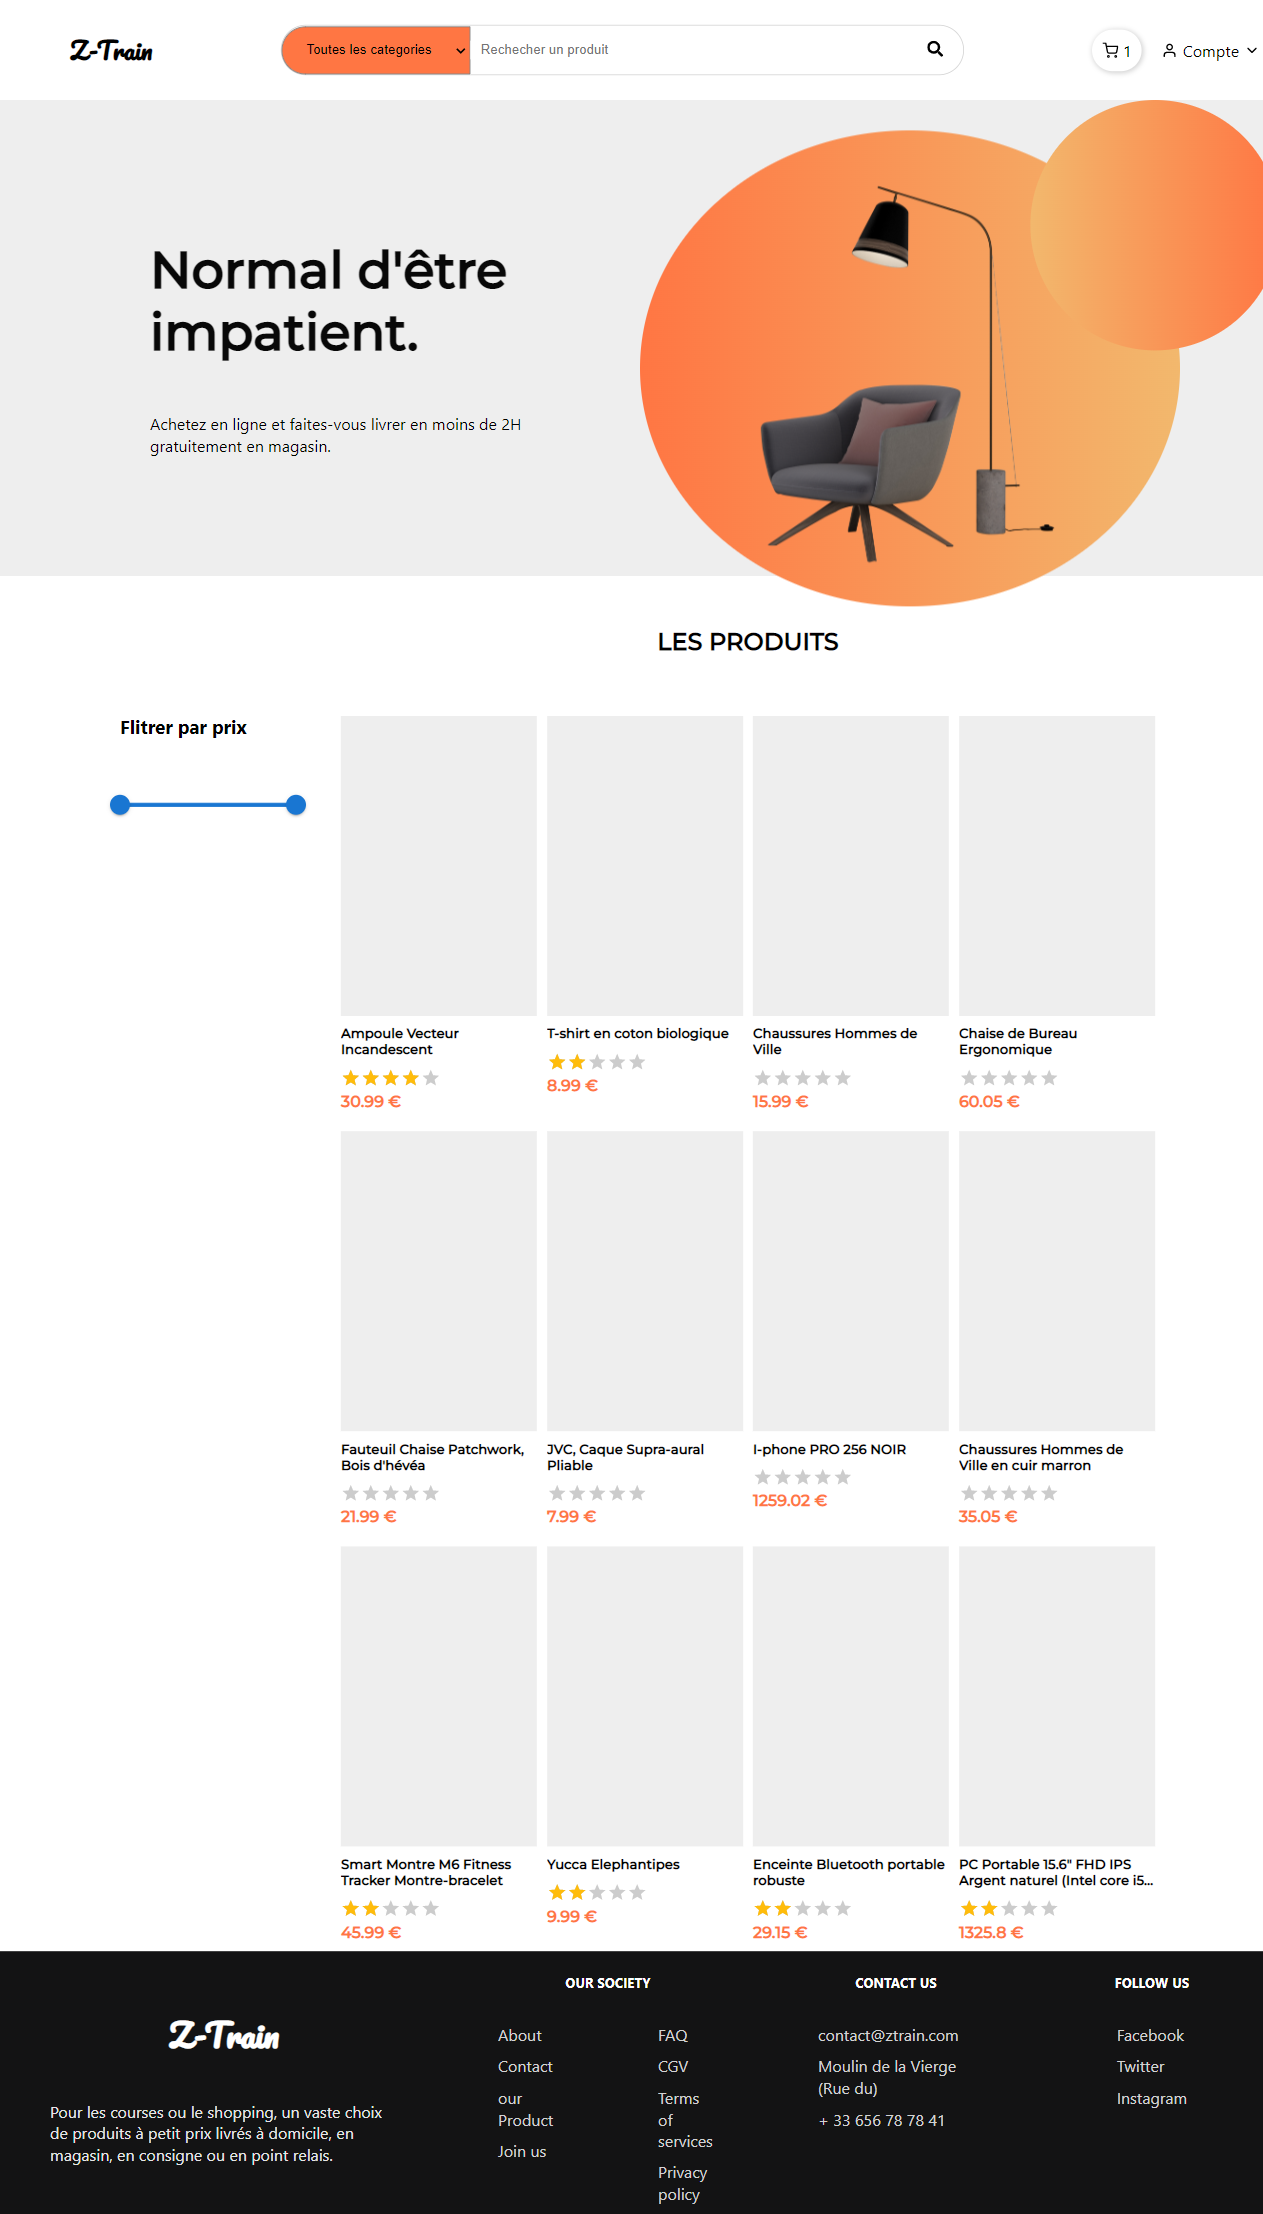 Z-Train
Toutes les categories
Rechecher un produit
1
Compte
Normal d'être
impatient.
Achetez en ligne et faites-vous livrer en moins de 2H
gratuitement en magasin.
LES PRODUITS
Flitrer par prix
Ampoule Vecteur
Incandescent
30.99 €
T-shirt en coton biologique
8.99 €
Chaussures Hommes de
Ville
15.99 €
Chaise de Bureau
Ergonomique
60.05 €
Fauteuil Chaise Patchwork,
Bois d'hévéa
21.99 €
JVC, Caque Supra-aural
Pliable
7.99 €
I-phone PRO 256 NOIR
1259.02 €
Chaussures Hommes de
Ville en cuir marron
35.05 €
Smart Montre M6 Fitness
Tracker Montre-bracelet
45.99 €
Yucca Elephantipes
9.99 €
Enceinte Bluetooth portable
robuste
29.15 €
PC Portable 15.6" FHD IPS
Argent naturel (Intel core i5...
1325.8 €
Z-Train
Pour les courses ou le shopping, un vaste choix
de produits à petit prix livrés à domicile, en
magasin, en consigne ou en point relais.
OUR SOCIETY
About
Contact
our
Product
Join us
FAQ
CGV
Terms
of
services
Privacy
policy
CONTACT US
contact@ztrain.com
Moulin de la Vierge
(Rue du)
+ 33 656 78 78 41
FOLLOW US
Facebook
Twitter
Instagram